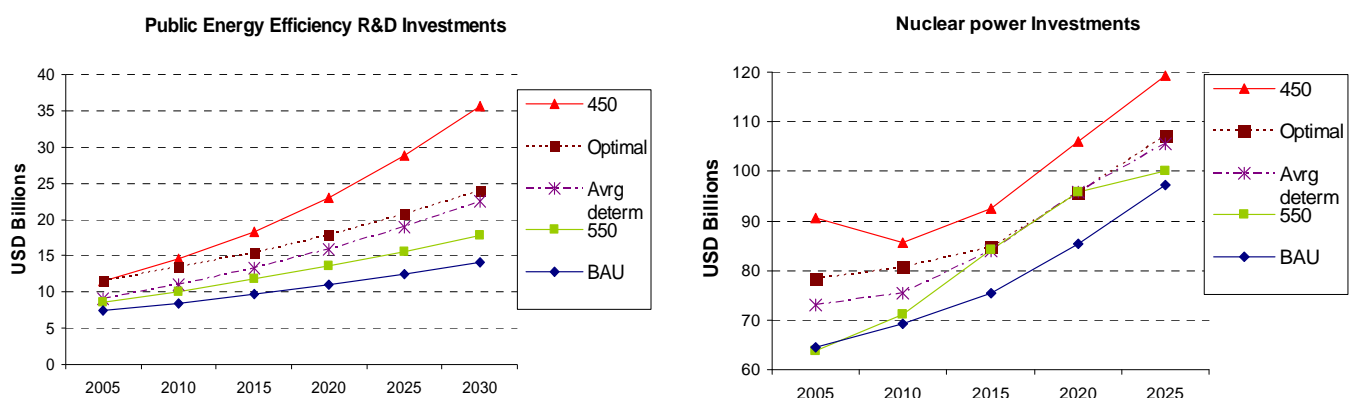 Public Energy Efficiency R&D Investments
USD Billions
40
35
30
25
20
15
10
5
0
2005 2010 2015 2020 2025 2030
450
Optimal
Avrg
determ
550
BAU
Nuclear power Investments
USD Billions
120
110
100
90
80
70
60
2005 2010 2015 2020 2025
450
Optimal
Avrg
determ
550
BAU